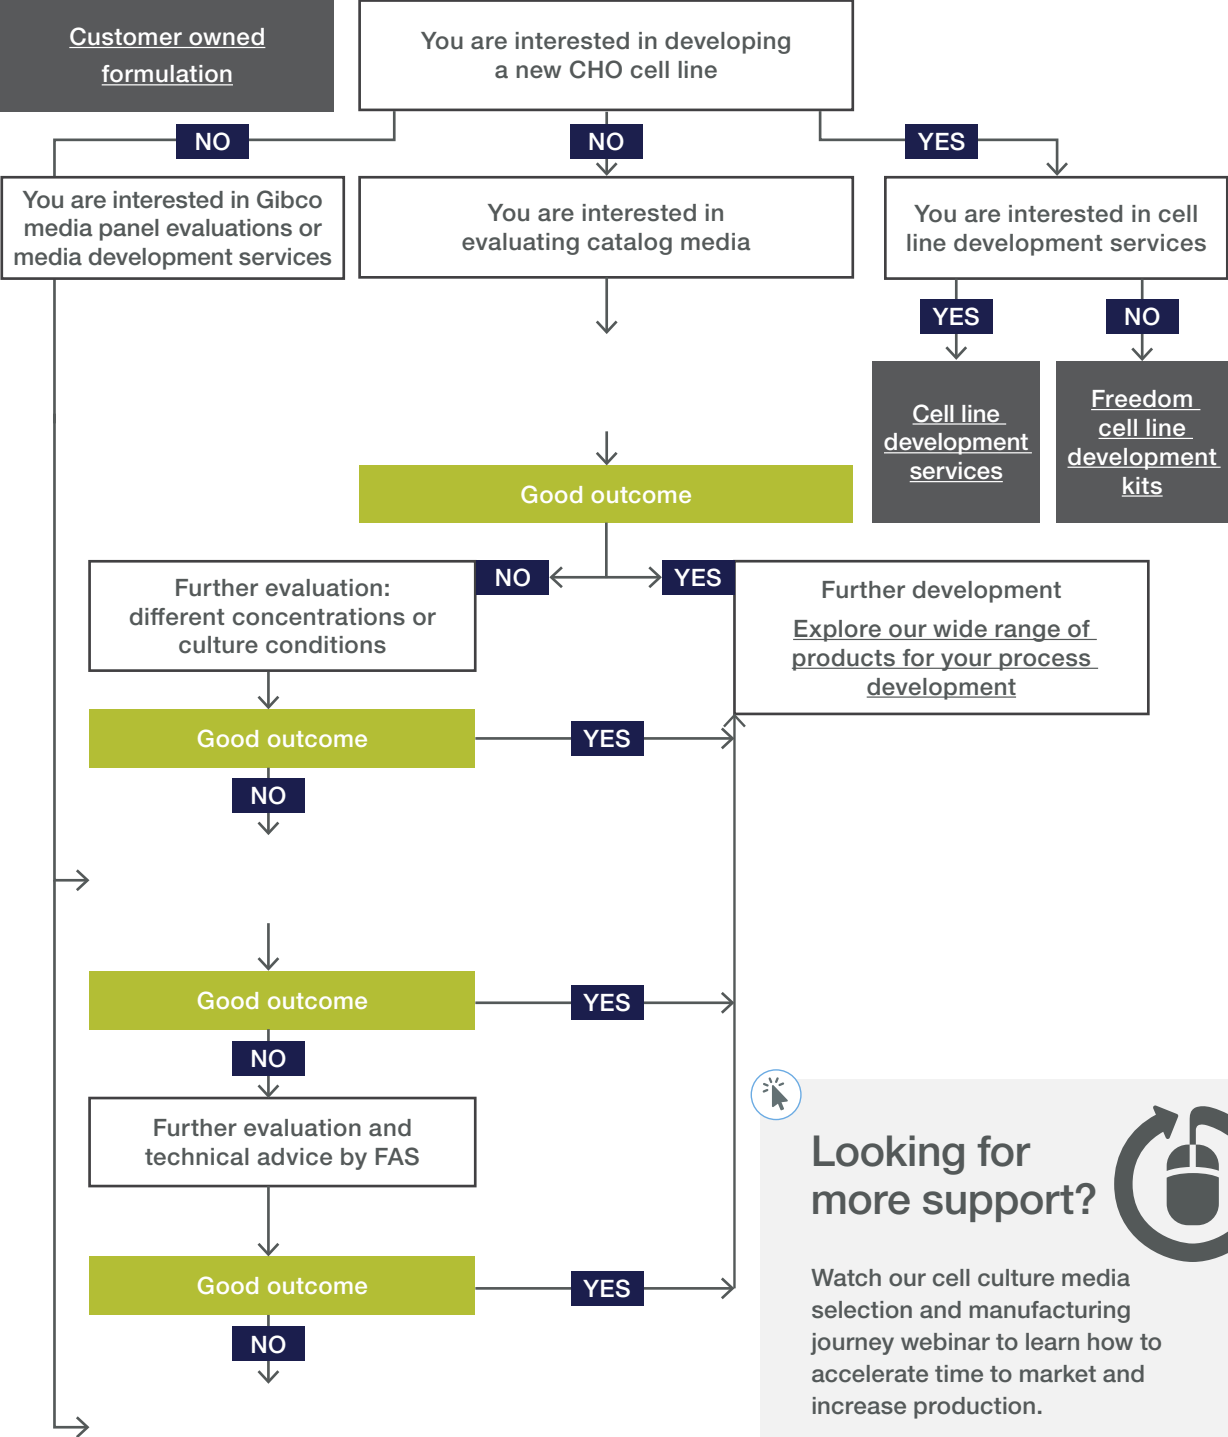 Customer owned
formulation
You are interested in developing
a new CHO cell line
NO
NO
YES
You are interested in Gibco
media panel evaluations or
media development services
You are interested in
evaluating catalog media
You are interested in cell
line development services
YES
NO
Cell line
development
services
Freedom
cell line
development
kits
Good outcome
NO
YES
Further evaluation:
different concentrations or
culture conditions
Further development
Explore our wide range of
products for your process
development
Good outcome
YES
NO
Good outcome
YES
NO
Further evaluation and
technical advice by FAS
Good outcome
YES
NO
Looking for
more support?
Watch our cell culture media
selection and manufacturing
journey webinar to learn how to
accelerate time to market and
increase production.